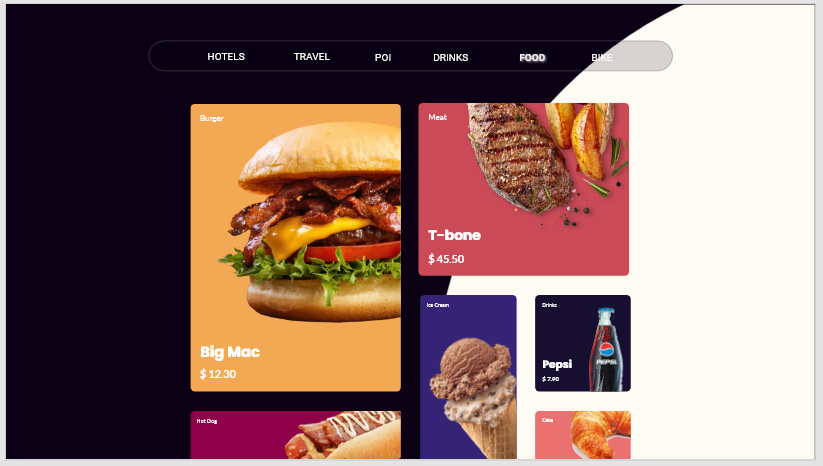 HOTELS TRAVEL POI DRINKS FOOD BIKE
Burger
Big Mac
$ 12.30
Meat
T-bone
$ 45.50
Ice Cream
Drinks
Pepsi
$ 7.90
PEPSI
Hot Dog
Cake